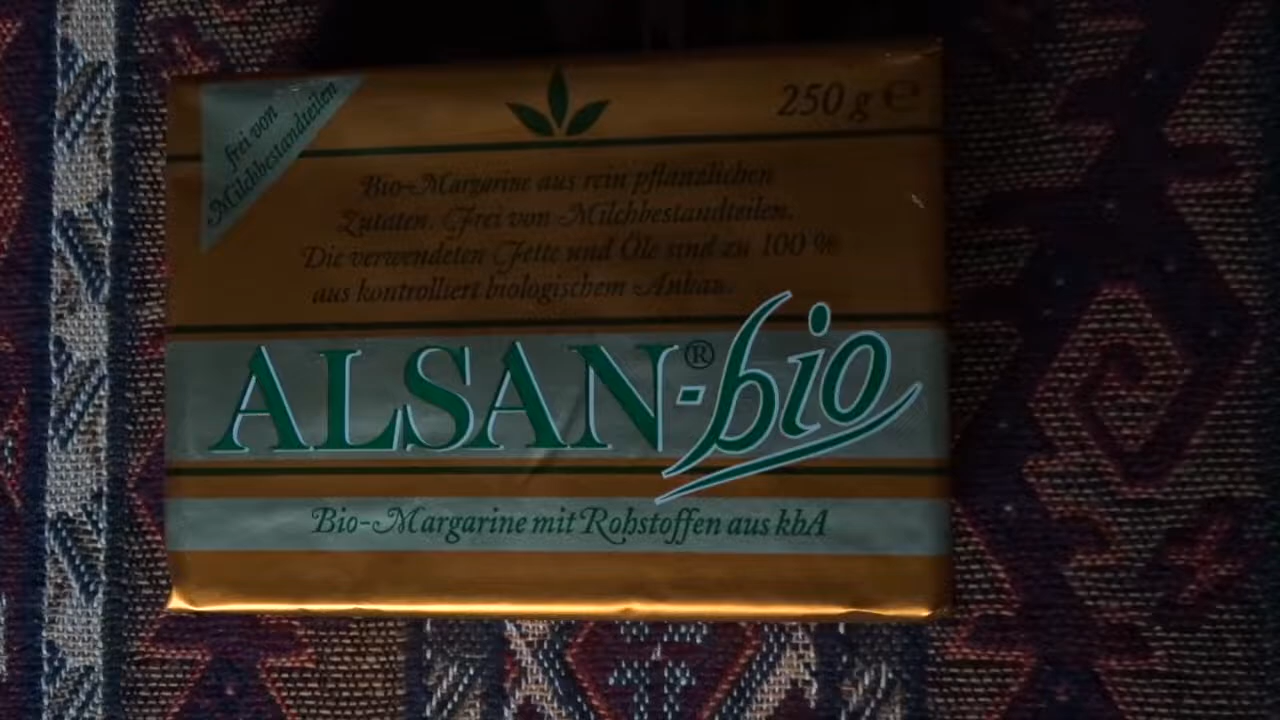 frei von
Milchbestandteilen
250 g ℮
Bio-Margarine aus rein pflanzlichen
Zutaten. Frei von Milchbestandteilen.
Die verwendeten Fette und Öle sind zu 100 %
aus kontrolliert biologischem Anbau.
ALSAN®-bio
Bio-Margarine mit Rohstoffen aus kbA